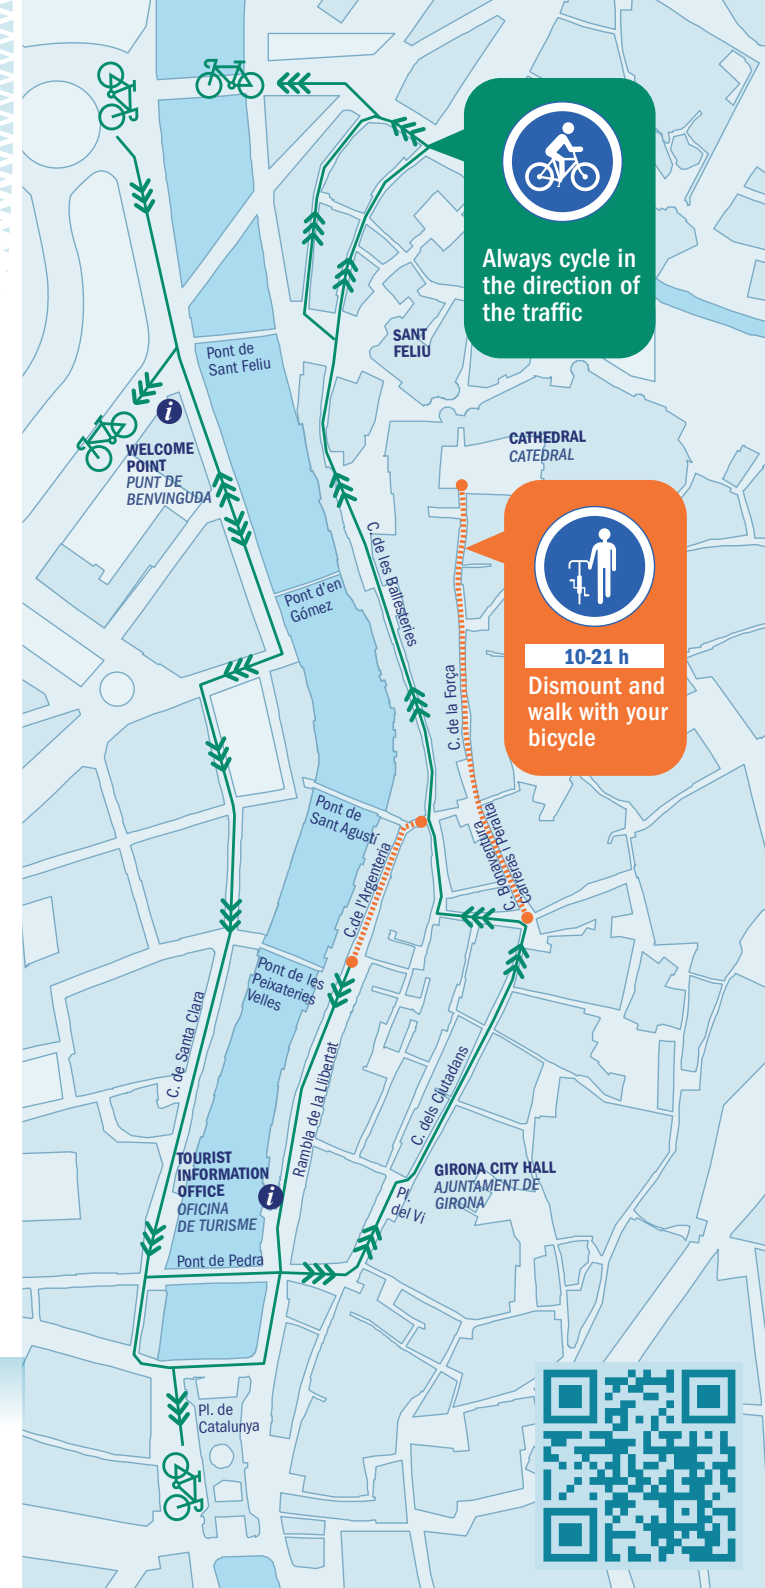 Always cycle in
the direction of
the traffic
Pont de
Sant Feliu
SANT
FELIU
i
WELCOME
POINT
PUNT DE
BENVINGUDA
CATHEDRAL
CATEDRAL
10-21 h
Dismount and
walk with your
bicycle
C. de les Ballesteries
Pont d'en
Gómez
C. de la Força
Pont de
Sant Agustí
C. Bonaventura
Carreras i Peralta
C.de l'Argenteria
Pont de les
Peixateries
Velles
C. de Santa Clara
Rambla de la Llibertat
C. dels Ciutadans
TOURIST
INFORMATION
OFFICE
OFICINA
DE TURISME
i
GIRONA CITY HALL
AJUNTAMENT DE
GIRONA
Pl.
del Vi
Pont de Pedra
Pl. de
Catalunya